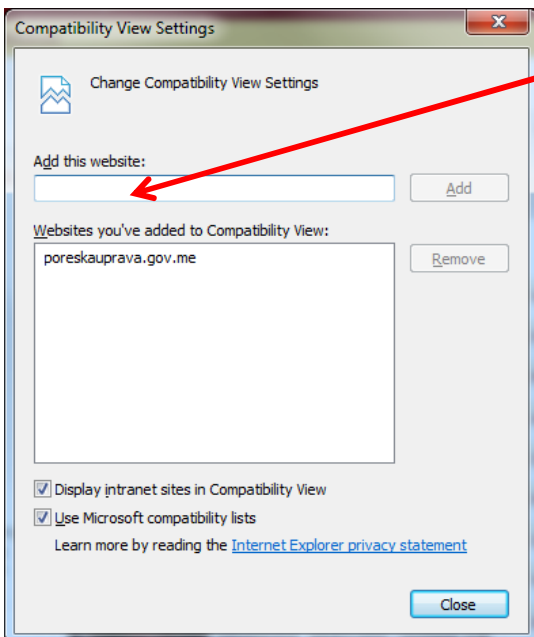 Compatibility View Settings
Change Compatibility View Settings
Add this website:
Add
Websites you've added to Compatibility View:
poreskauprava.gov.me
Remove
Display intranet sites in Compatibility View
Use Microsoft compatibility lists
Learn more by reading the Internet Explorer privacy statement
Close